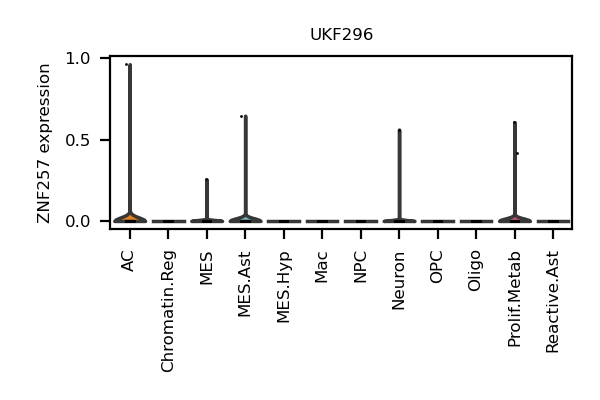 UKF296
ZNF257 expression
1.0
0.5
0.0
AC
Chromatin.Reg
MES
MES.Ast
MES.Hyp
Mac
NPC
Neuron
OPC
Oligo
Prolif.Metab
Reactive.Ast